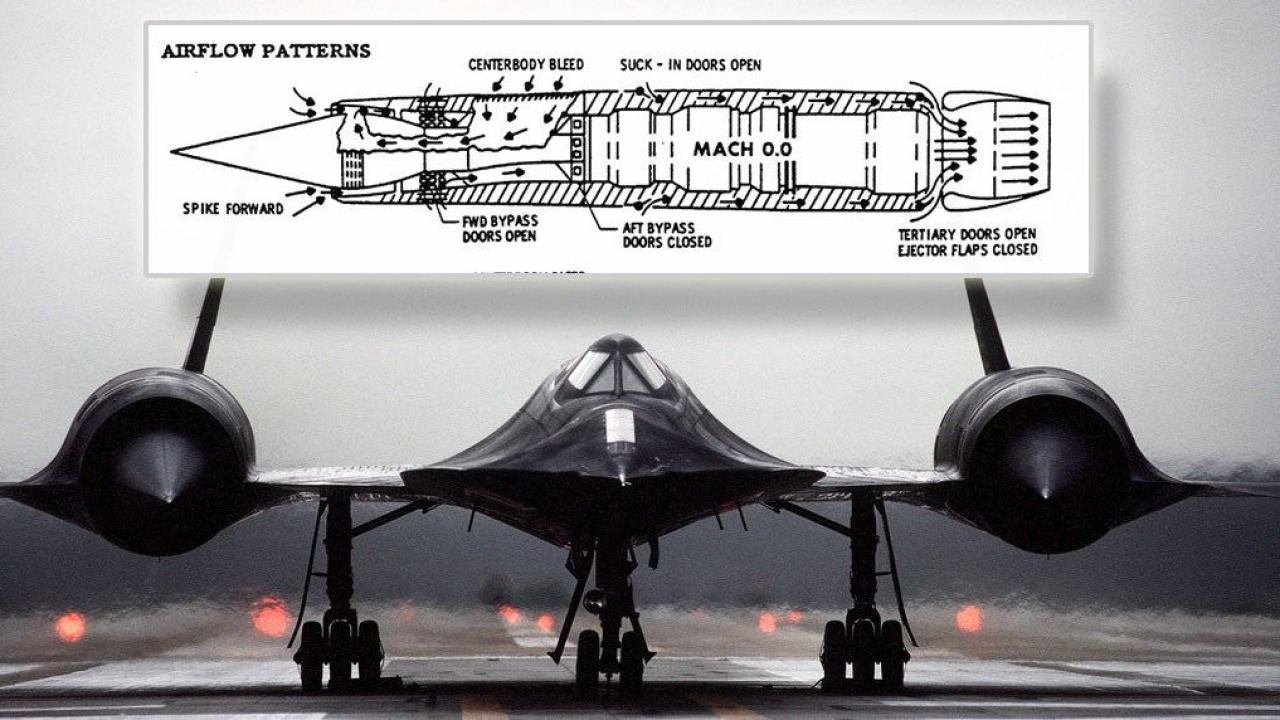 AIRFLOW PATTERNS
CENTERBODY BLEED
SUCK - IN DOORS OPEN
MACH 0.0
SPIKE FORWARD
FWD BYPASS
DOORS OPEN
AFT BYPASS
DOORS CLOSED
TERTIARY DOORS OPEN
EJECTOR FLAPS CLOSED